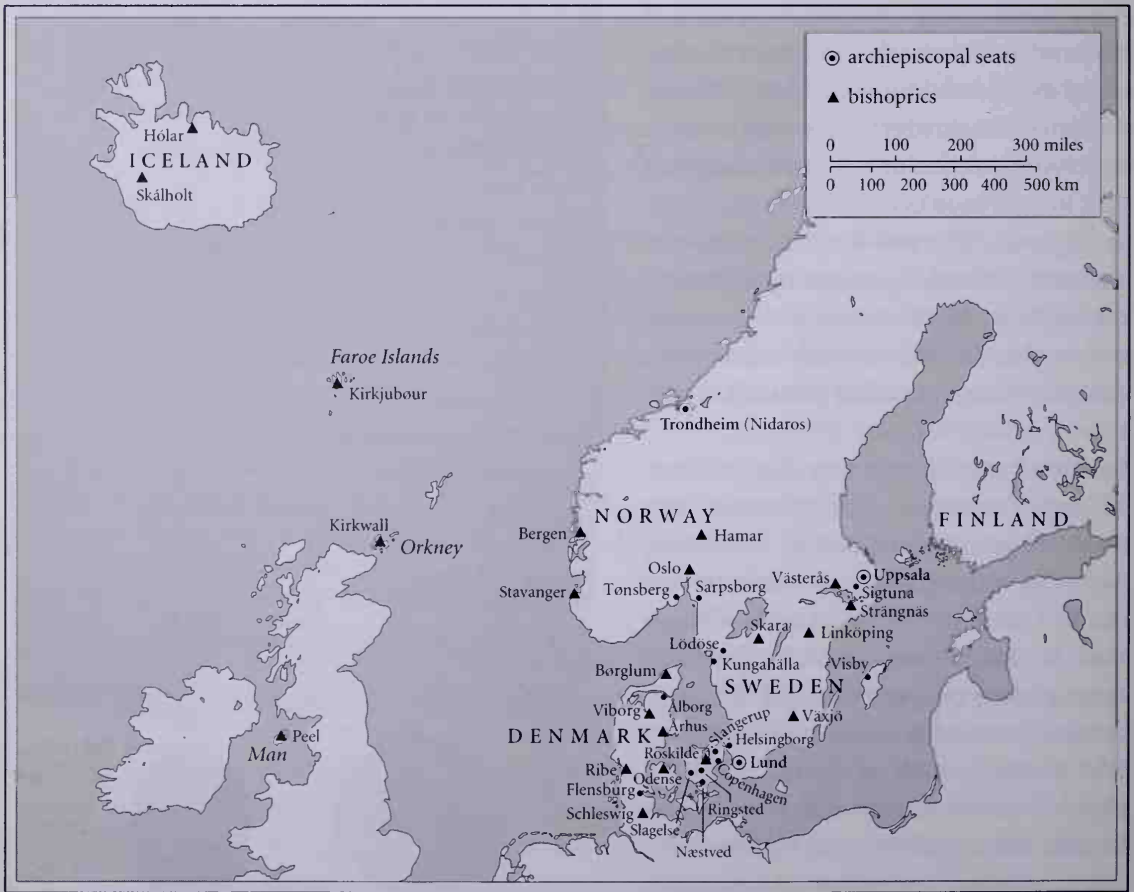 archiepiscopal seats
bishoprics
0 100 200 300 miles
0 100 200 300 400 500 km
Hólar
ICELAND
Skálholt
Faroe Islands
Kirkjubøur
Trondheim (Nidaros)
NORWAY
FINLAND
Bergen
Hamar
Kirkwall
Orkney
Oslo
Västerås
Uppsala
Sigtuna
Stavanger
Tønsberg
Sarpsborg
Strängnäs
Skara
Linköping
Lödöse
Kungahälla
Visby
Børglum
SWEDEN
Ålborg
Viborg
Växjö
Slangerup
Århus
DENMARK
Helsingborg
Peel
Man
Roskilde
Lund
Ribe
Odense
Copenhagen
Flensburg
Ringsted
Schleswig
Slagelse
Næstved